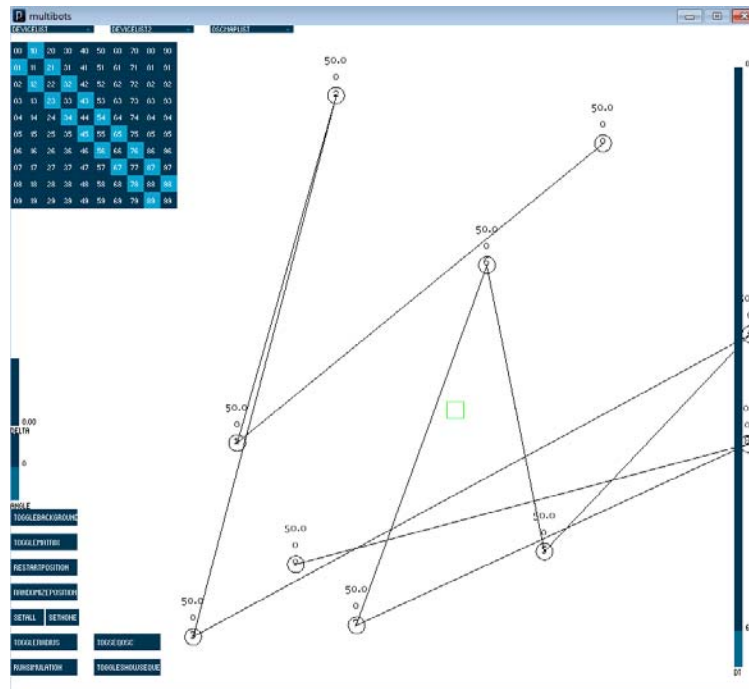 multibots
DEVICELIST DEVICELIST2 OSCMAPLIST
00 10 20 30 40 50 60 70 80 90
01 11 21 31 41 51 61 71 81 91
02 12 22 32 42 52 62 72 82 92
03 13 23 33 43 53 63 73 83 93
04 14 24 34 44 54 64 74 84 94
05 15 25 35 45 55 65 75 85 95
06 16 26 36 46 56 66 76 86 96
07 17 27 37 47 57 67 77 87 97
08 18 28 38 48 58 68 78 88 98
09 19 29 39 49 59 69 79 89 99
50.0
0
50.0
0
50.0
0
50.0
0
0.00
DELTA
0
ANGLE
TOGGLEBACKGROUND
TOGGLEMATRIX
RESTARTPOSITION
RANDOMIZEPOSITION
SETALL SETHOME
TOGGLERADIUS TOGSEQOSC
RUNSIMULATION TOGGLESHOWSEQUE
50.0
0
50.0
0
50.0
0
50.0
0
DT